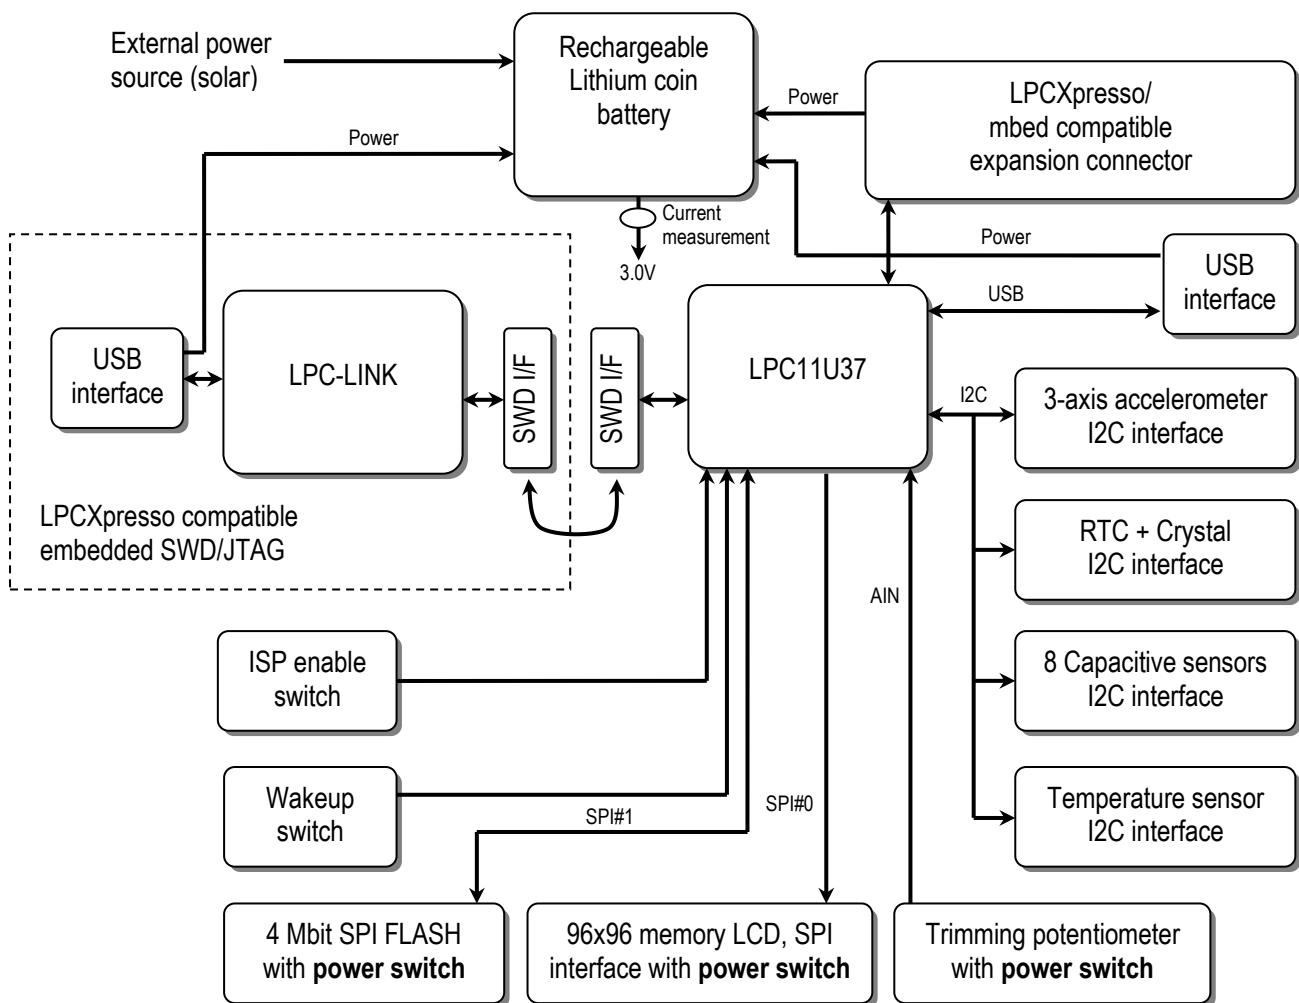 External power
source (solar)
Rechargeable
Lithium coin
battery
Power
LPCXpresso/
mbed compatible
expansion connector
Power
Current
measurement
3.0V
Power
USB
interface
USB
USB
interface
LPC-LINK
SWD I/F
SWD I/F
LPC11U37
I2C
3-axis accelerometer
I2C interface
LPCXpresso compatible
embedded SWD/JTAG
RTC + Crystal
I2C interface
AIN
ISP enable
switch
8 Capacitive sensors
I2C interface
Wakeup
switch
SPI#1
SPI#0
Temperature sensor
I2C interface
4 Mbit SPI FLASH
with power switch
96x96 memory LCD, SPI
interface with power switch
Trimming potentiometer
with power switch